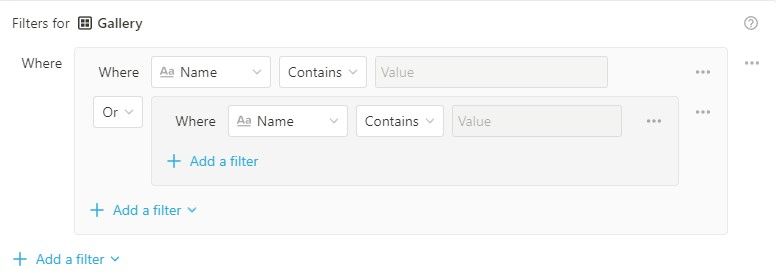 Filters for Gallery
Where
Where Aa Name Contains Value
Or
Where Aa Name Contains Value
Add a filter
Add a filter
Add a filter